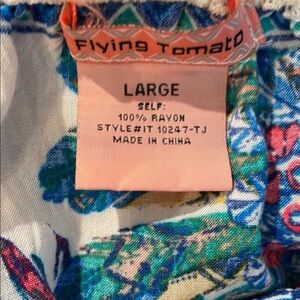 Flying Tomato
LARGE
SELF:
100% RAYON
STYLE#IT 10247-TJ
MADE IN CHINA